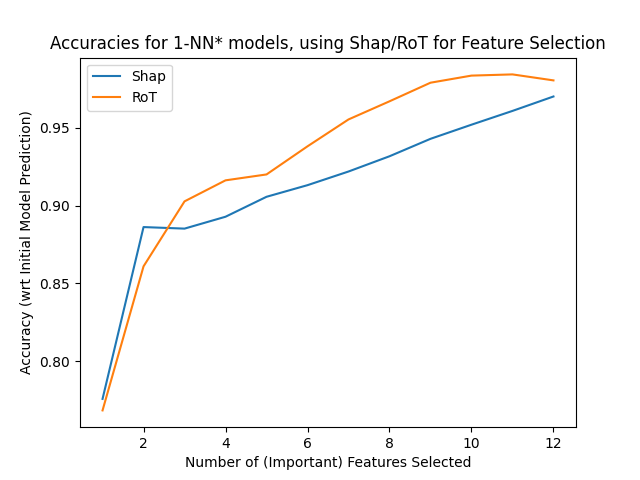 Accuracies for 1-NN* models, using Shap/RoT for Feature Selection
Shap
RoT
Accuracy (wrt Initial Model Prediction)
0.95
0.90
0.85
0.80
2 4 6 8 10 12
Number of (Important) Features Selected